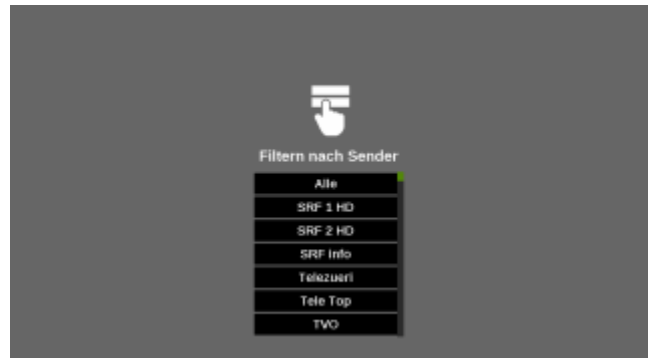 Filtern nach Sender
Alle
SRF 1 HD
SRF 2 HD
SRF info
Telezueri
Tele Top
TVO